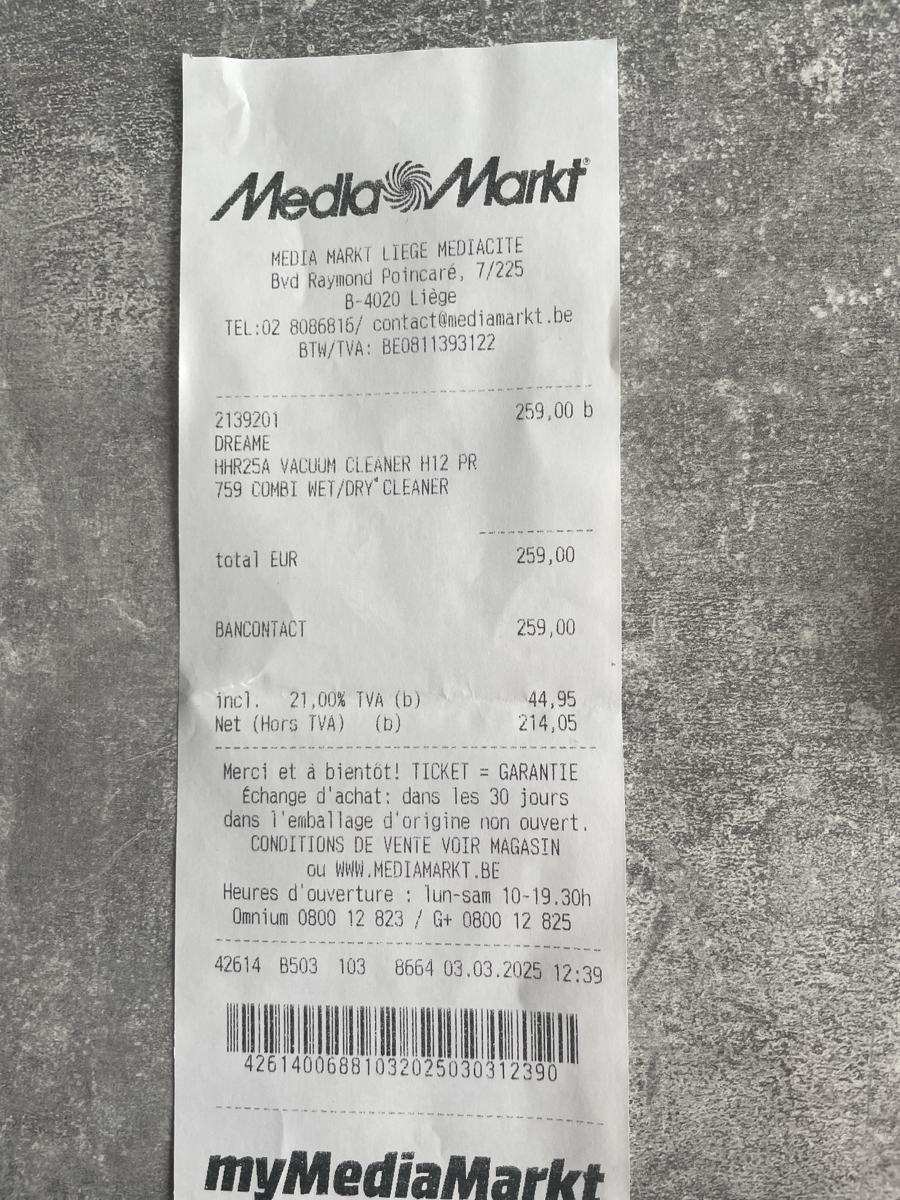 MediaMarkt®
MEDIA MARKT LIEGE MEDIACITE
Bvd Raymond Poincaré, 7/225
B-4020 Liège
TEL:02 8086816/ contact@mediamarkt.be
BTW/TVA: BE0811393122
2139201 259,00 b
DREAME
HHR25A VACUUM CLEANER H12 PR
759 COMBI WET/DRY CLEANER
total EUR 259,00
BANCONTACT 259,00
incl. 21,00% TVA (b) 44,95
Net (Hors TVA) (b) 214,05
Merci et à bientôt! TICKET = GARANTIE
Échange d'achat: dans les 30 jours
dans l'emballage d'origine non ouvert.
CONDITIONS DE VENTE VOIR MAGASIN
ou WWW.MEDIAMARKT.BE
Heures d'ouverture : lun-sam 10-19.30h
Omnium 0800 12 823 / G+ 0800 12 825
42614 B503 103 8664 03.03.2025 12:39
42614006881032025030312390
myMediaMarkt